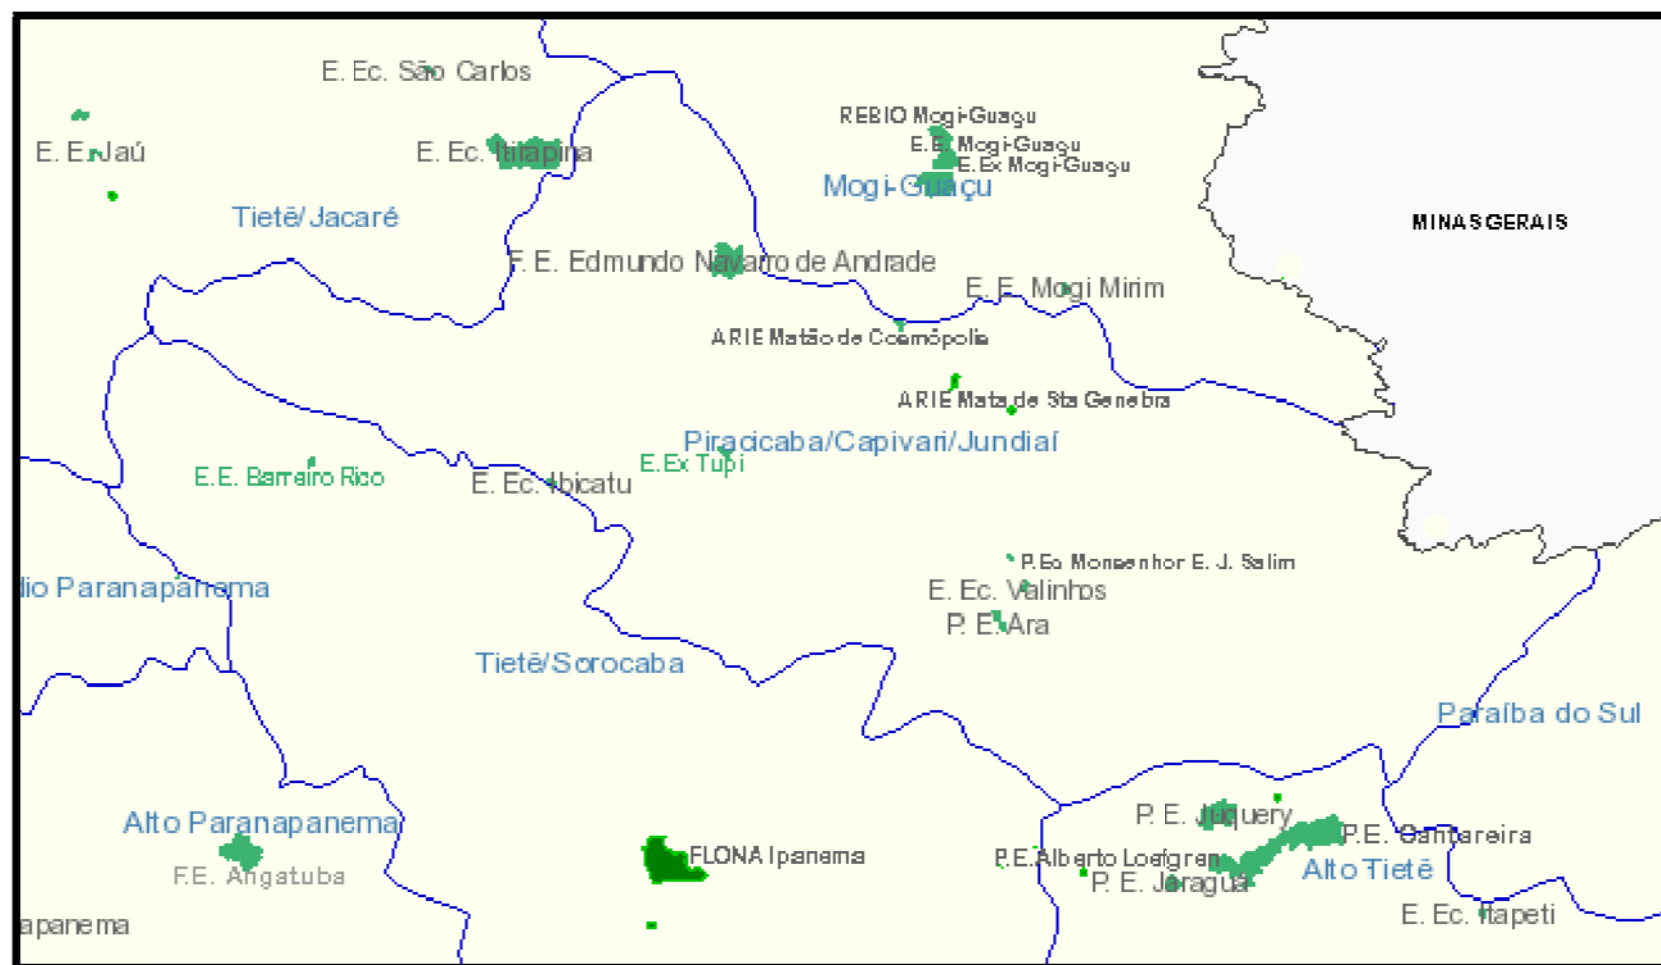 E. Ec. São Carlos
REBIO Mogi-Guaçu
E. E. Jaú
E. Ec. Itirapina
E.E. Mogi-Guaçu
E.Ex Mogi-Guaçu
Mogi-Guaçu
Tietê/Jacaré
MINAS GERAIS
F. E. Edmundo Navarro de Andrade
E. E. Mogi Mirim
ARIE Matão de Cosmópolis
ARIE Mata de Sta Genebra
Piracicaba/Capivari/Jundiaí
E.Ex Tupi
E.E. Barreiro Rico
E. Ec. Ibicatu
P.Ec Monsenhor E. J. Salim
dio Paranapanema
E. Ec. Valinhos
P. E. Ara
Tietê/Sorocaba
Paraíba do Sul
Alto Paranapanema
P. E. Juquery
P.E. Cantareira
FLONA Ipanema
P.E. Alberto Loefgren
F.E. Angatuba
P. E. Jaraguá
Alto Tietê
E. Ec. Itapeti
apanema